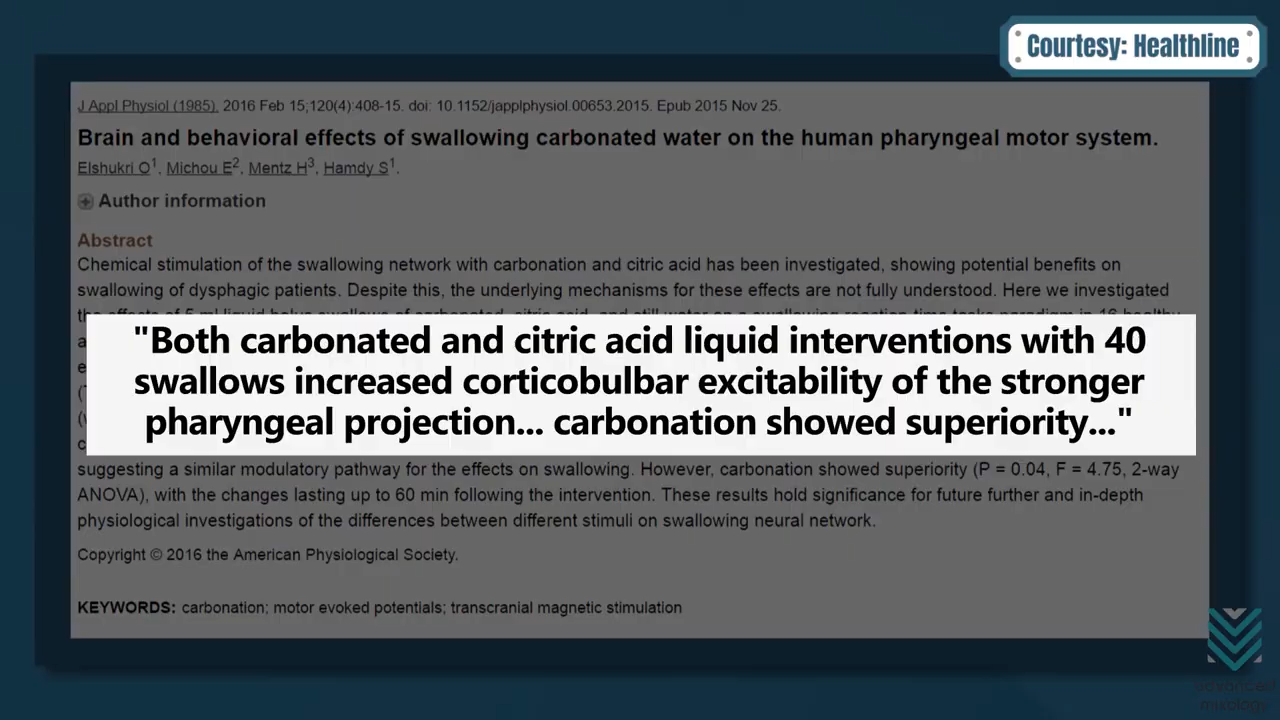 Courtesy: Healthline
J Appl Physiol (1985). 2016 Feb 15;120(4):408-15. doi: 10.1152/japplphysiol.00653.2015. Epub 2015 Nov 25.
Brain and behavioral effects of swallowing carbonated water on the human pharyngeal motor system.
Elshukri O1, Michou E2, Mentz H3, Hamdy S1.
Author information
Abstract
Chemical stimulation of the swallowing network with carbonation and citric acid has been investigated, showing potential benefits on
swallowing of dysphagic patients. Despite this, the underlying mechanisms for these effects are not fully understood. Here we investigated
"Both carbonated and citric acid liquid interventions with 40
swallows increased corticobulbar excitability of the stronger
pharyngeal projection... carbonation showed superiority..."
suggesting a similar modulatory pathway for the effects on swallowing. However, carbonation showed superiority (P = 0.04, F = 4.75, 2-way
ANOVA), with the changes lasting up to 60 min following the intervention. These results hold significance for future further and in-depth
physiological investigations of the differences between different stimuli on swallowing neural network.
Copyright © 2016 the American Physiological Society.
KEYWORDS: carbonation; motor evoked potentials; transcranial magnetic stimulation
advanced
mixology